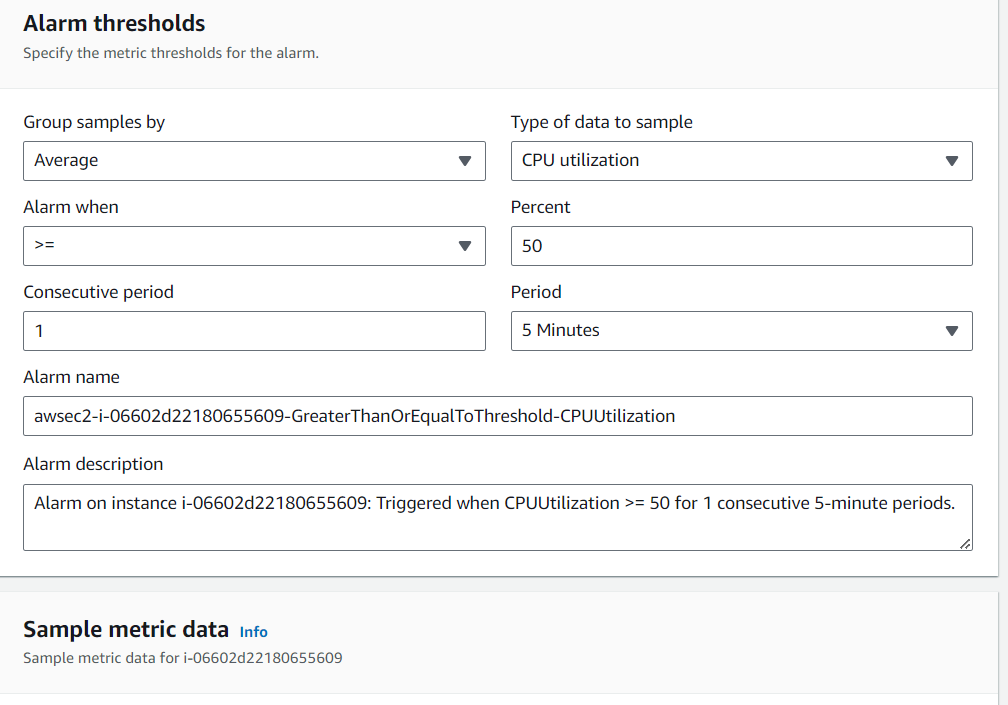 Alarm thresholds
Specify the metric thresholds for the alarm.
Group samples by
Type of data to sample
Average
CPU utilization
Alarm when
Percent
>=
50
Consecutive period
Period
1
5 Minutes
Alarm name
awsec2-i-06602d22180655609-GreaterThanOrEqualToThreshold-CPUUtilization
Alarm description
Alarm on instance i-06602d22180655609: Triggered when CPUUtilization >= 50 for 1 consecutive 5-minute periods.
Sample metric data Info
Sample metric data for i-06602d22180655609